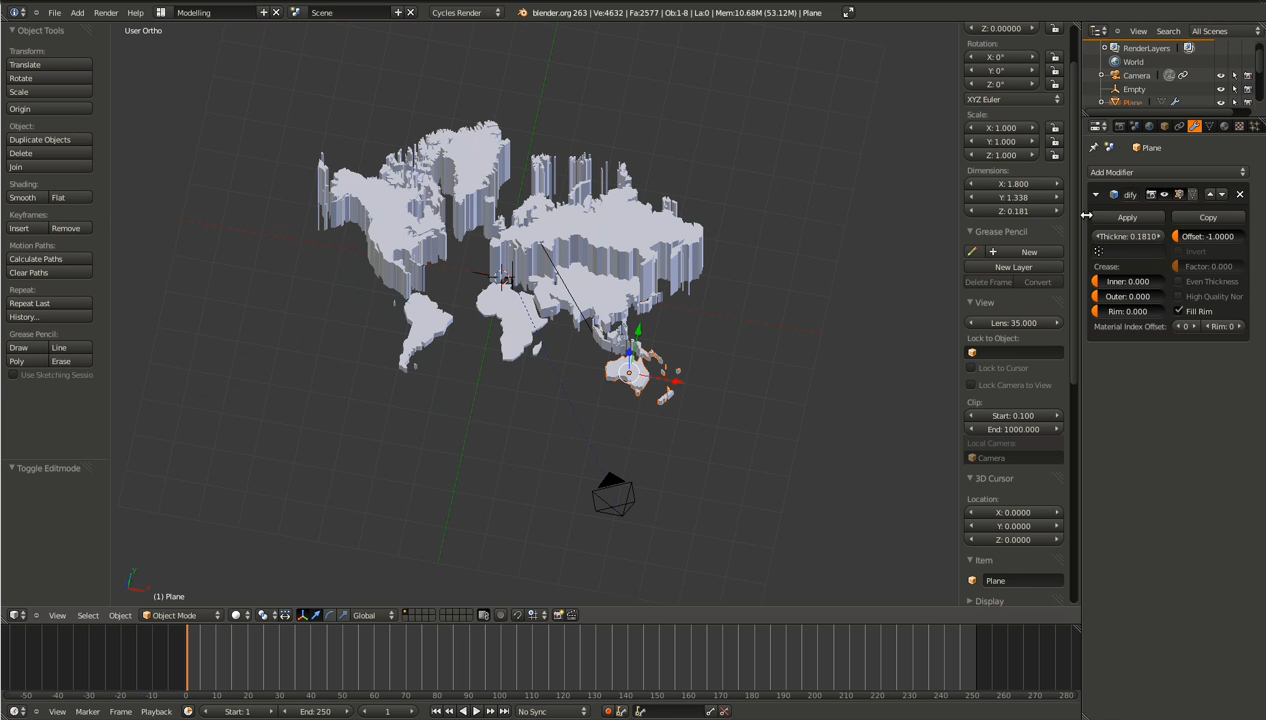 File Add Render Help Modelling Scene Cycles Render blender.org 263 | Ve:4632 | Fa:2577 | Ob:1-8 | La:0 | Mem:10.68M (53.12M) | Plane
Object Tools
Transform:
Translate
Rotate
Scale
Origin
Object:
Duplicate Objects
Delete
Join
Shading:
Smooth Flat
Keyframes:
Insert Remove
Motion Paths:
Calculate Paths
Clear Paths
Repeat:
Repeat Last
History...
Grease Pencil:
Draw Line
Poly Erase
Use Sketching Sessio
Toggle Editmode
User Ortho
(1) Plane
Z: 0.00000
Rotation:
X: 0°
Y: 0°
Z: 0°
XYZ Euler
Scale:
X: 1.000
Y: 1.000
Z: 1.000
Dimensions:
X: 1.800
Y: 1.338
Z: 0.181
Grease Pencil
New
New Layer
Delete Frame Convert
View
Lens: 35.000
Lock to Object:
Lock to Cursor
Lock Camera to View
Clip:
Start: 0.100
End: 1000.000
Local Camera:
Camera
3D Cursor
Location:
X: 0.0000
Y: 0.0000
Z: 0.0000
Item
Plane
Display
View Search All Scenes
RenderLayers
World
Camera
Empty
Plane
Plane
Add Modifier
dify
Apply Copy
Thickne: 0.1810 Offset: -1.0000
Invert
Crease: Factor: 0.000
Inner: 0.000 Even Thickness
Outer: 0.000 High Quality Nor
Rim: 0.000 Fill Rim
Material Index Offset: 0 Rim: 0
View Select Object Object Mode Global
-50 -40 -30 -20 -10 0 10 20 30 40 50 60 70 80 90 100 110 120 130 140 150 160 170 180 190 200 210 220 230 240 250 260 270 280
View Marker Frame Playback Start: 1 End: 250 1 No Sync